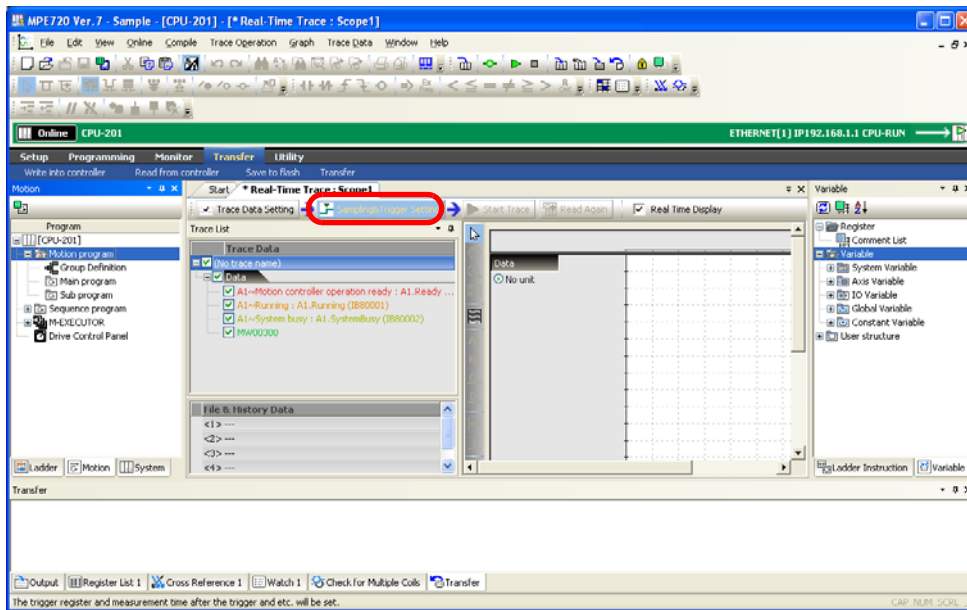 MPE720 Ver.7 - Sample - [CPU-201] - [* Real-Time Trace : Scope1]
File Edit View Online Compile Trace Operation Graph Trace Data Window Help
Online CPU-201 ETHERNET[1] IP192.168.1.1 CPU-RUN
Setup Programming Monitor Transfer Utility
Write into controller Read from controller Save to flash Transfer
Motion
Program
[CPU-201]
Motion program
Group Definition
Main program
Sub program
Sequence program
M-EXECUTOR
Drive Control Panel
Ladder Motion System
Start * Real-Time Trace : Scope1
Trace Data Setting Sampling&Trigger Setting Start Trace Read Again Real Time Display
Trace List
Trace Data
(No trace name)
Data
A1~Motion controller operation ready : A1.Ready ...
A1~Running : A1.Running (IB80001)
A1~System busy : A1.SystemBusy (IB80002)
MW00300
File & History Data
<1> ---
<2> ---
<3> ---
<4> ---
Data
No unit
Variable
Register
Comment List
Variable
System Variable
Axis Variable
IO Variable
Global Variable
Constant Variable
User structure
Ladder Instruction Variable
Transfer
Output Register List 1 Cross Reference 1 Watch 1 Check for Multiple Coils Transfer
The trigger register and measurement time after the trigger and etc. will be set. CAP NUM SCRL